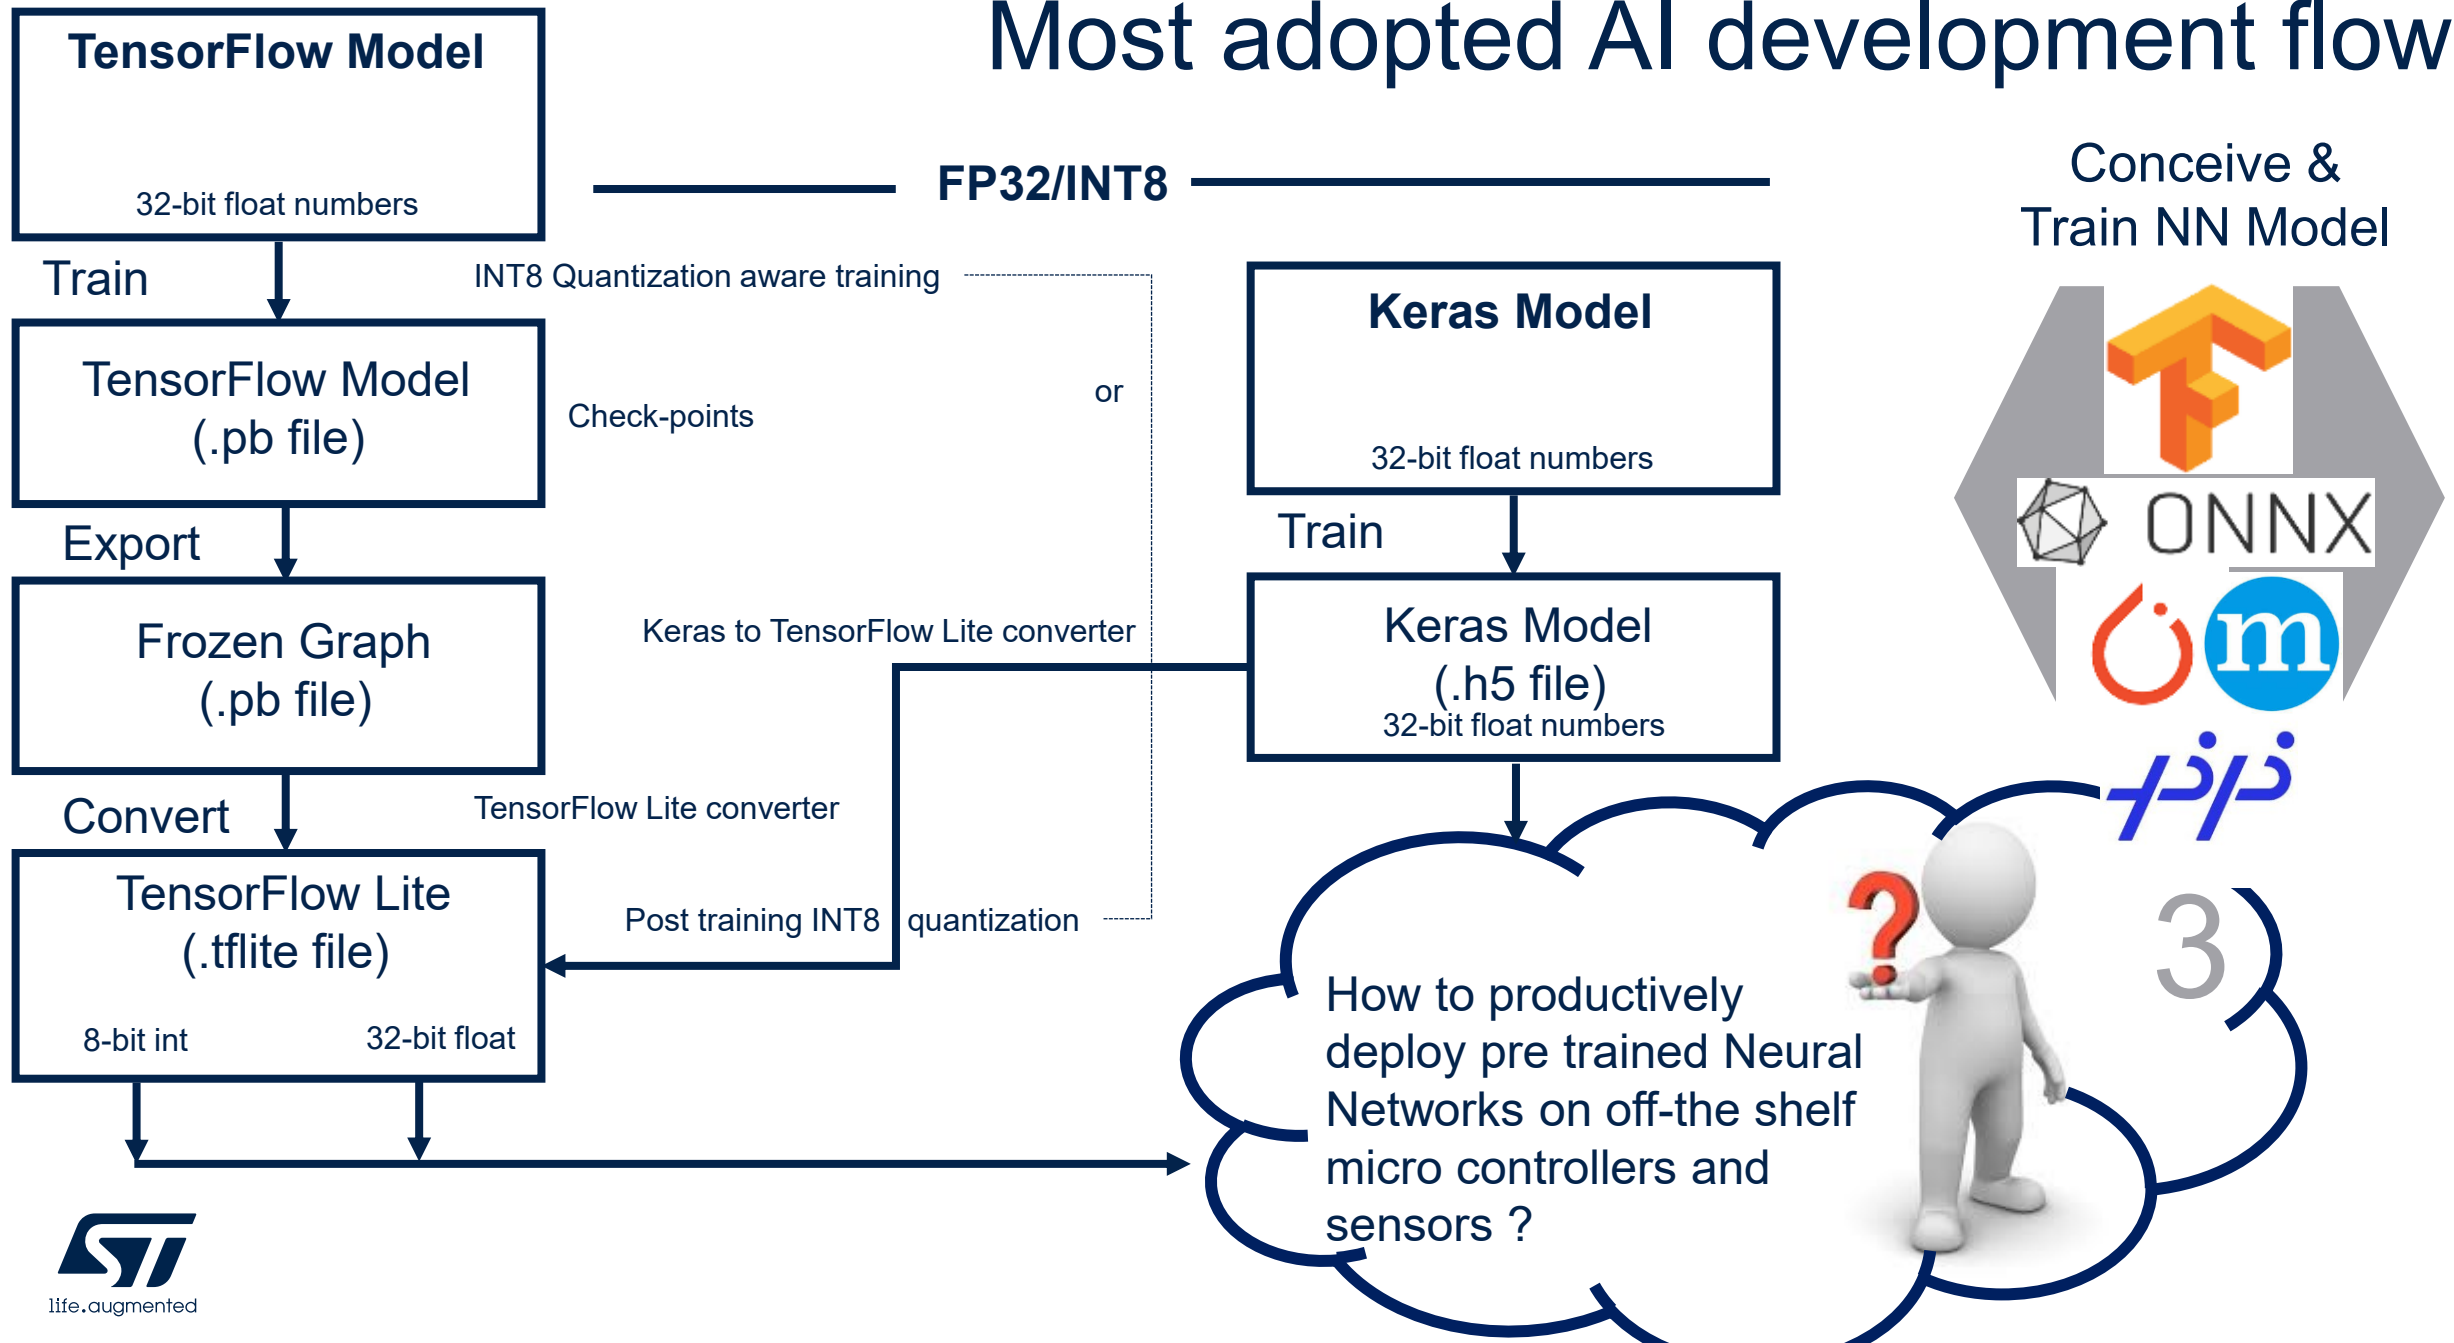 Most adopted AI development flow
TensorFlow Model
32-bit float numbers
FP32/INT8
Conceive &
Train NN Model
Train
INT8 Quantization aware training
TensorFlow Model
(.pb file)
Check-points
or
Keras Model
32-bit float numbers
Export
Train
Frozen Graph
(.pb file)
Keras to TensorFlow Lite converter
Keras Model
(.h5 file)
32-bit float numbers
ONNX
m
Convert
TensorFlow Lite converter
TensorFlow Lite
(.tflite file)
Post training INT8 quantization
8-bit int
32-bit float
3
?
How to productively
deploy pre trained Neural
Networks on off-the shelf
micro controllers and
sensors ?
ST
life.augmented